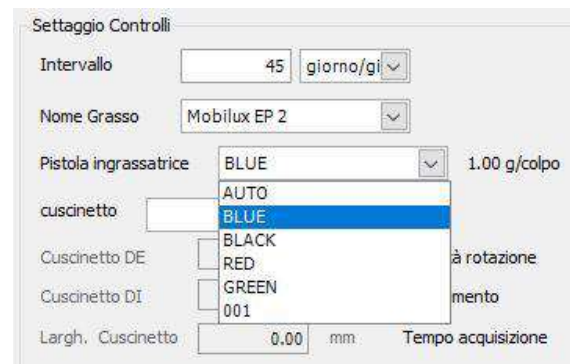 Settaggio Controlli
Intervallo 45 giorno/gi
Nome Grasso Mobilux EP 2
Pistola ingrassatrice BLUE 1.00 g/colpo
AUTO
cuscinetto BLUE
BLACK
Cuscinetto DE RED à rotazione
GREEN
Cuscinetto DI mento
001
Largh. Cuscinetto 0.00 mm Tempo acquisizione